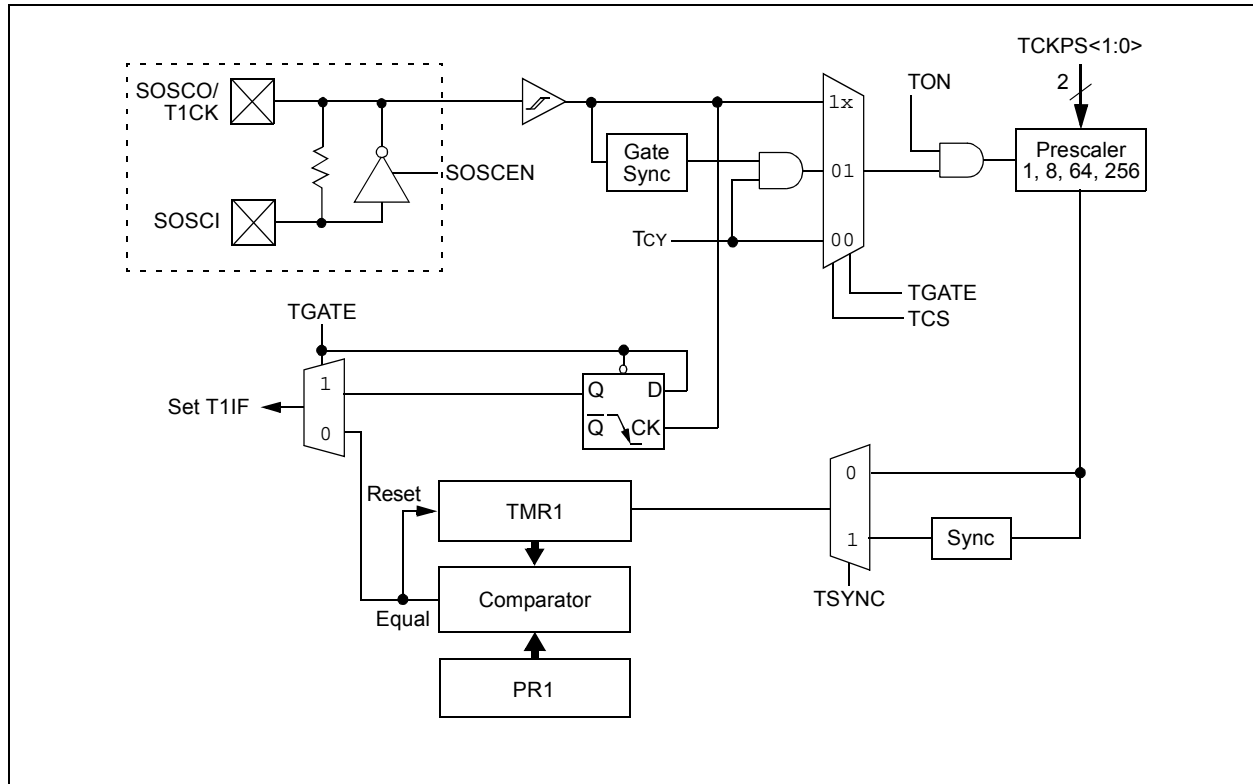 TCKPS<1:0>
SOSCO/
T1CK
TON
2
1x
Gate
Sync
Prescaler
1, 8, 64, 256
SOSCEN
01
SOSCI
TCY
00
TGATE
TCS
TGATE
1
Q
D
Set T1IF
Q
CK
0
0
Reset
TMR1
1
Sync
Comparator
TSYNC
Equal
PR1